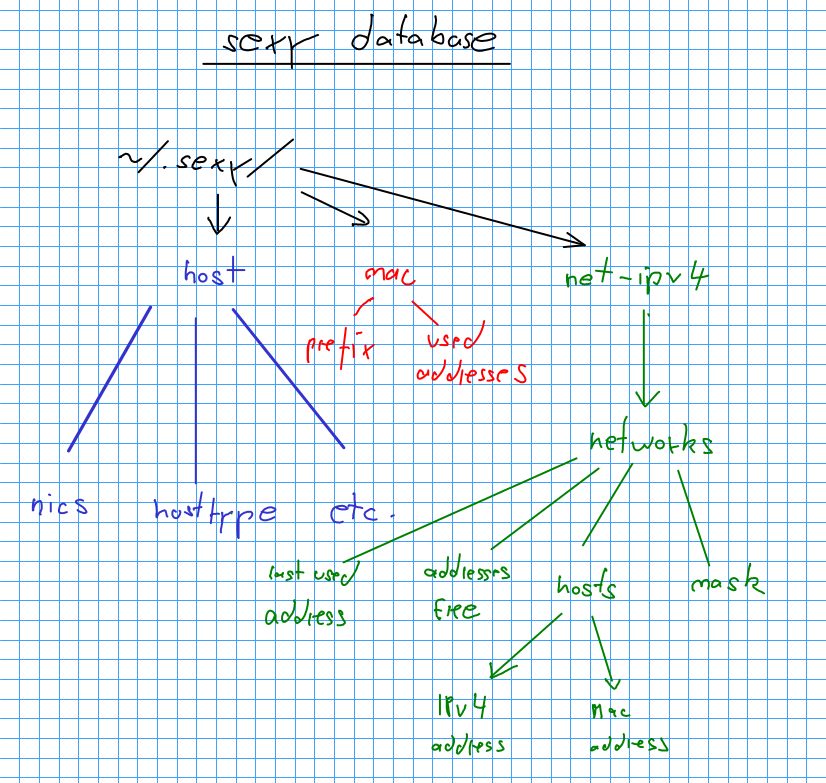 sexy database
~/.sexy/
host mac net-ipv4
prefix used
addresses
networks
nics hosttype etc.
last used addresses hosts mask
address free
IPv4 mac
address address